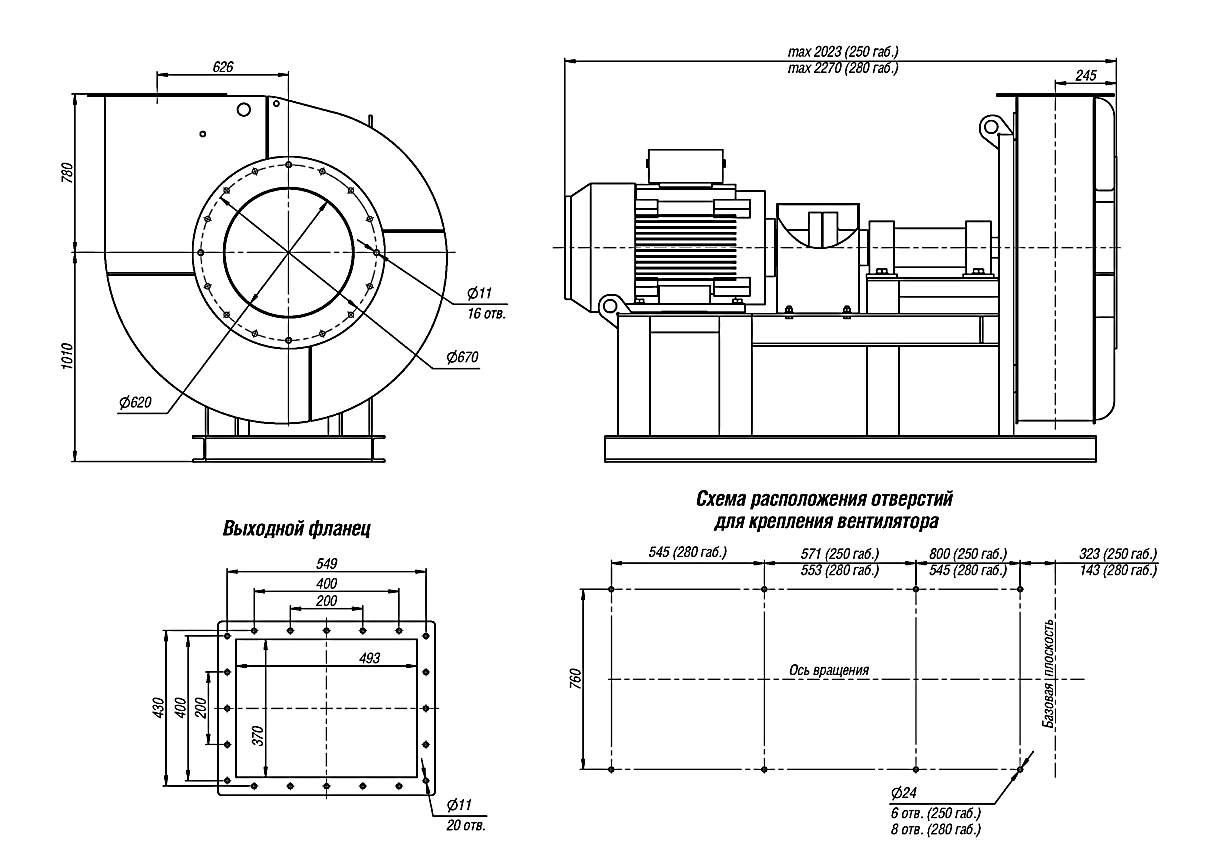 626
780
1010
Ø11
16 отв.
Ø670
Ø620
max 2023 (250 габ.)
max 2270 (280 габ.)
245
Выходной фланец
549
400
200
493
430
400
200
370
Ø11
20 отв.
Схема расположения отверстий
для крепления вентилятора
545 (280 габ.)
571 (250 габ.)
553 (280 габ.)
800 (250 габ.)
545 (280 габ.)
323 (250 габ.)
143 (280 габ.)
760
Ось вращения
Базовая плоскость
Ø24
6 отв. (250 габ.)
8 отв. (280 габ.)